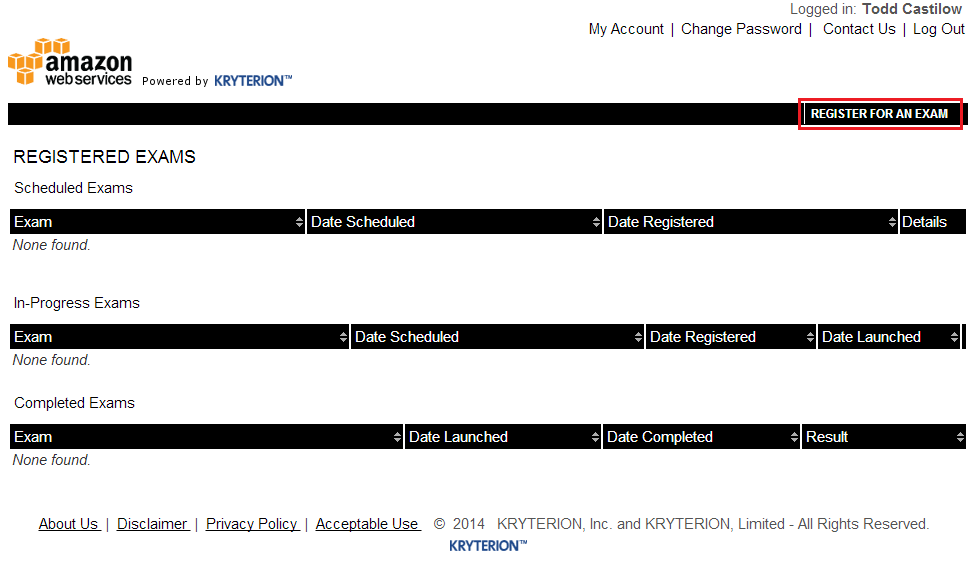 Logged in: Todd Castilow
My Account | Change Password | Contact Us | Log Out
amazon
webservices Powered by KRYTERION™
REGISTER FOR AN EXAM
REGISTERED EXAMS
Scheduled Exams
Exam Date Scheduled Date Registered Details
None found.
In-Progress Exams
Exam Date Scheduled Date Registered Date Launched
None found.
Completed Exams
Exam Date Launched Date Completed Result
None found.
About Us | Disclaimer | Privacy Policy | Acceptable Use © 2014 KRYTERION, Inc. and KRYTERION, Limited - All Rights Reserved.
KRYTERION™